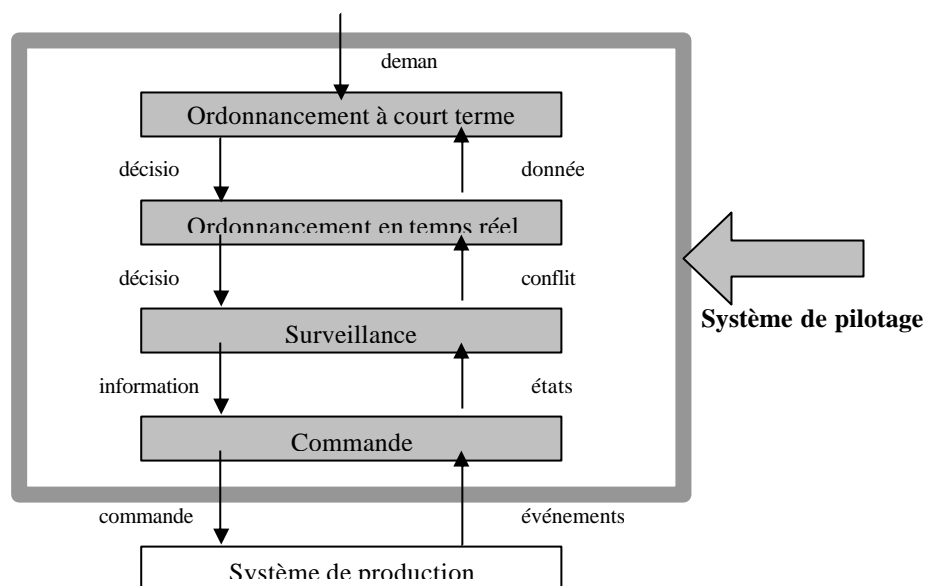 deman
Ordonnancement à court terme
décisio
donnée
Ordonnancement en temps réel
décisio
conflit
Système de pilotage
Surveillance
information
états
Commande
commande
événements
Système de production